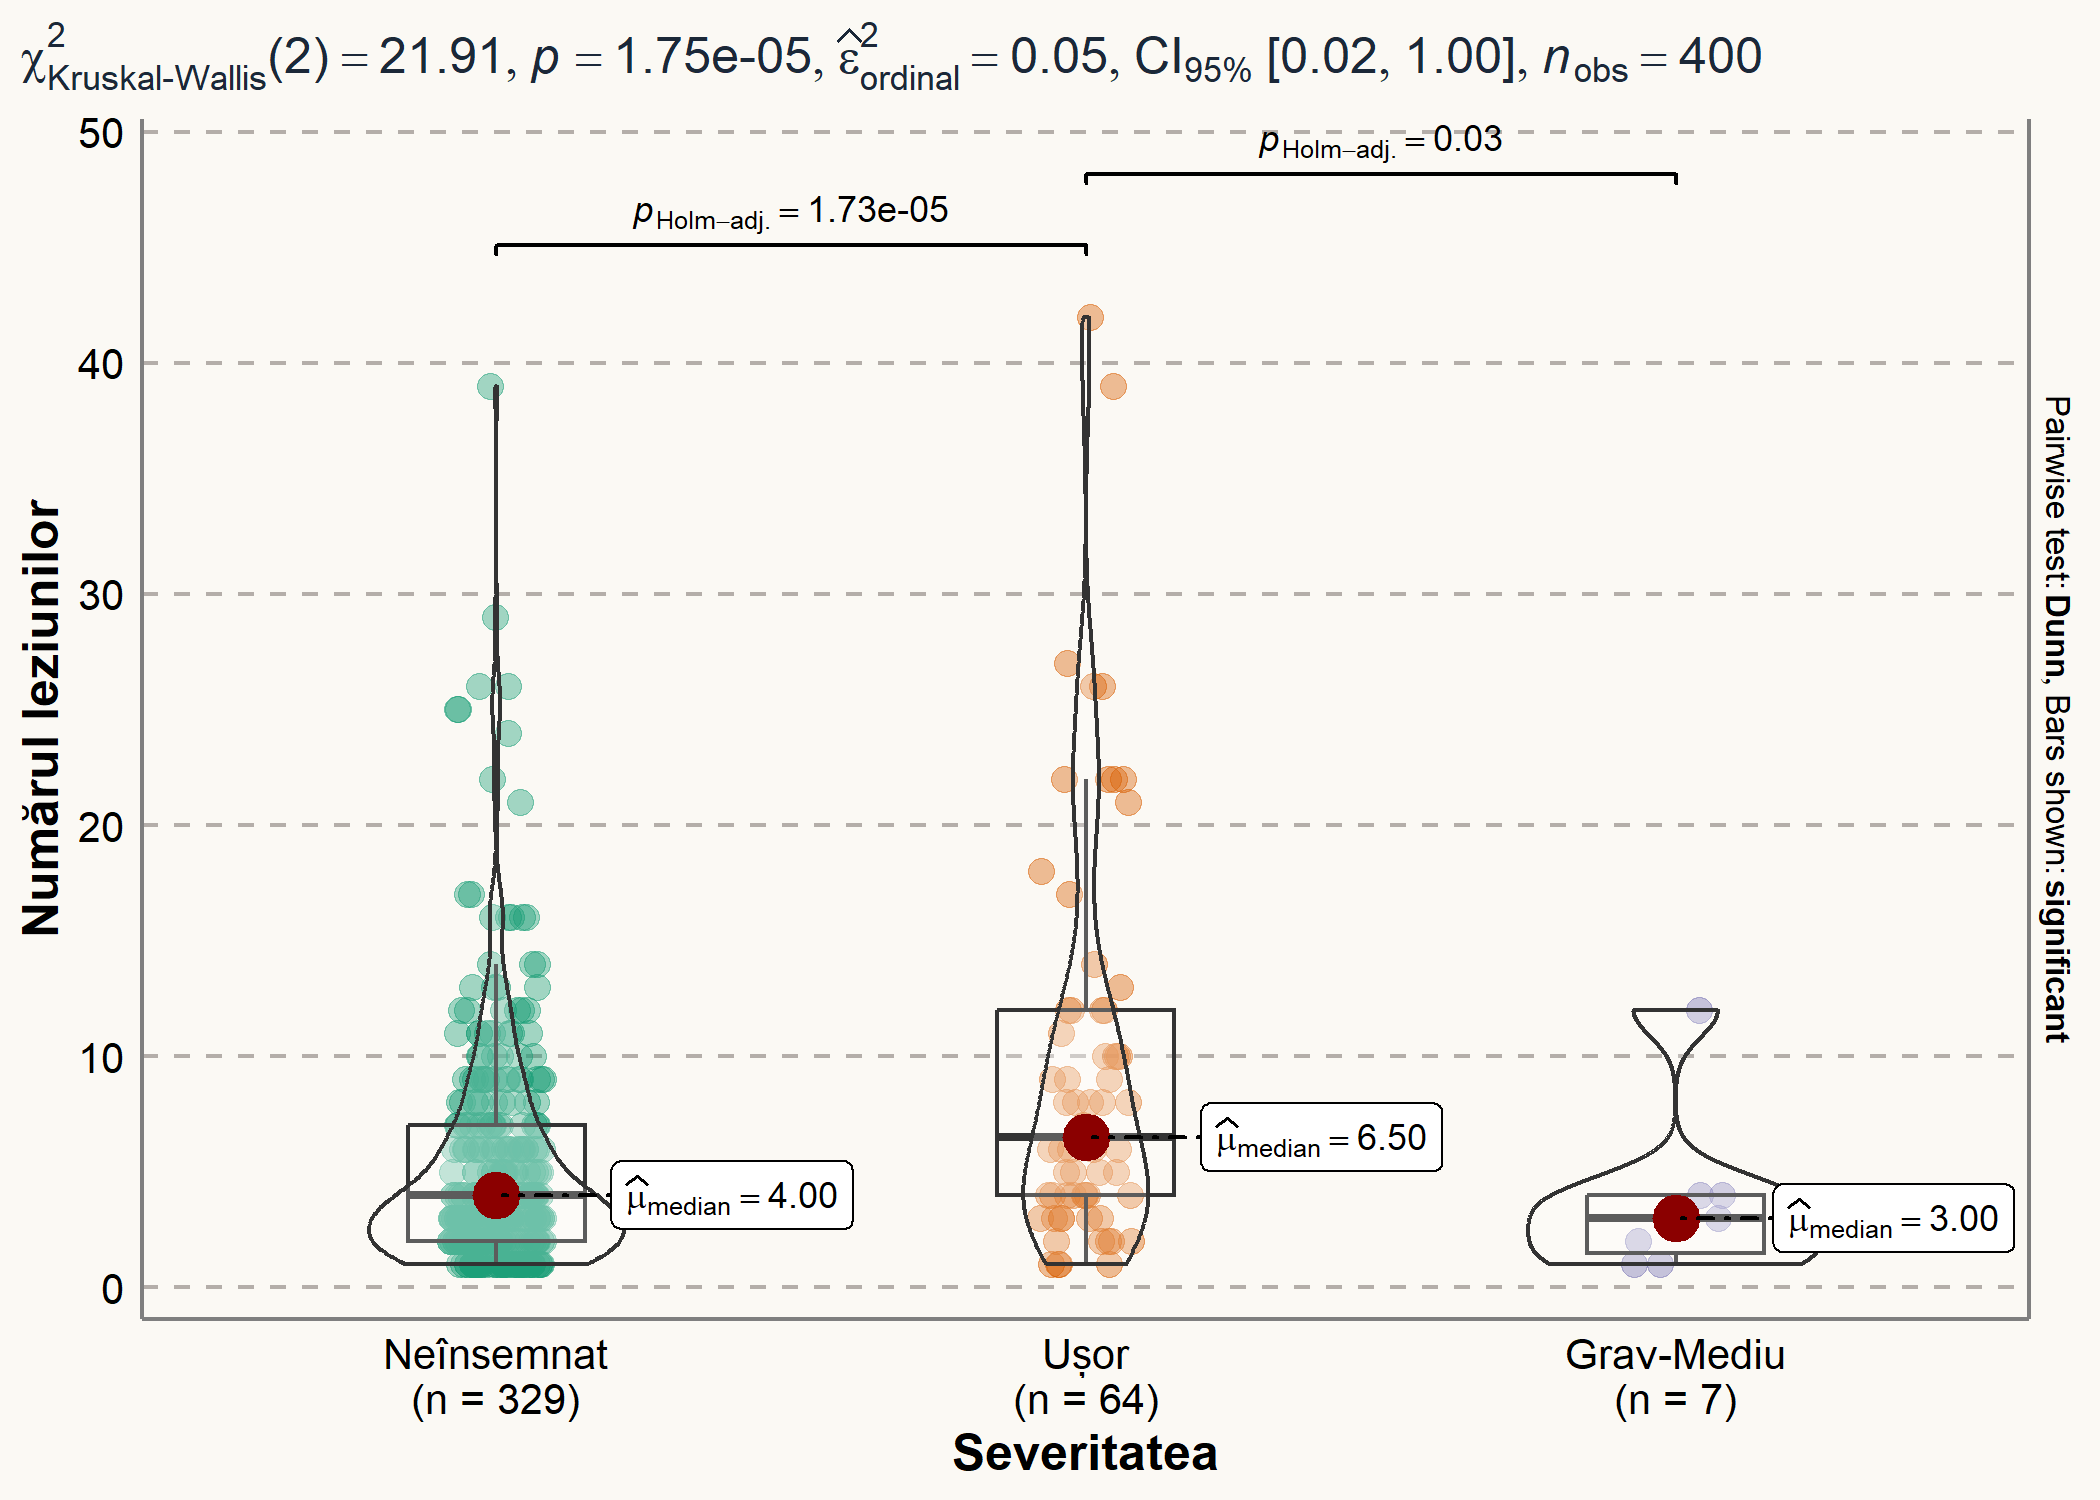 χ²Kruskal-Wallis(2) = 21.91, p = 1.75e-05, ε̂²ordinal = 0.05, CI95% [0.02, 1.00], nobs = 400
50
pHolm−adj. = 0.03
pHolm−adj. = 1.73e-05
40
30
20
10
0
Numărul leziunilor
μ̂median = 4.00
μ̂median = 6.50
μ̂median = 3.00
Pairwise test: Dunn, Bars shown: significant
Neînsemnat
(n = 329)
Ușor
(n = 64)
Grav-Mediu
(n = 7)
Severitatea